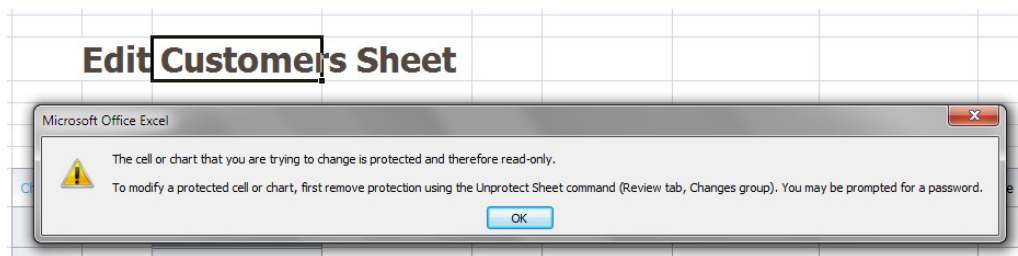 Edit Customers Sheet
Microsoft Office Excel
The cell or chart that you are trying to change is protected and therefore read-only.
To modify a protected cell or chart, first remove protection using the Unprotect Sheet command (Review tab, Changes group). You may be prompted for a password.
OK